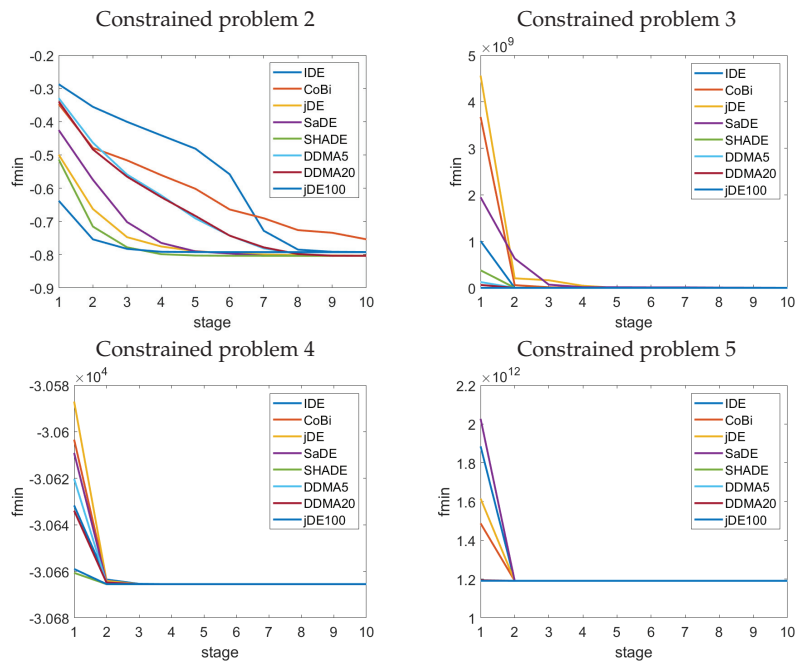 Constrained problem 2
-0.2
-0.3
-0.4
-0.5
-0.6
-0.7
-0.8
-0.9
fmin
1 2 3 4 5 6 7 8 9 10
stage
IDE
CoBi
jDE
SaDE
SHADE
DDMA5
DDMA20
jDE100
Constrained problem 3
×10^9
5
4
3
2
1
0
fmin
1 2 3 4 5 6 7 8 9 10
stage
IDE
CoBi
jDE
SaDE
SHADE
DDMA5
DDMA20
jDE100
Constrained problem 4
×10^4
-3.058
-3.06
-3.062
-3.064
-3.066
-3.068
fmin
1 2 3 4 5 6 7 8 9 10
stage
IDE
CoBi
jDE
SaDE
SHADE
DDMA5
DDMA20
jDE100
Constrained problem 5
×10^12
2.2
2
1.8
1.6
1.4
1.2
1
fmin
1 2 3 4 5 6 7 8 9 10
stage
IDE
CoBi
jDE
SaDE
SHADE
DDMA5
DDMA20
jDE100